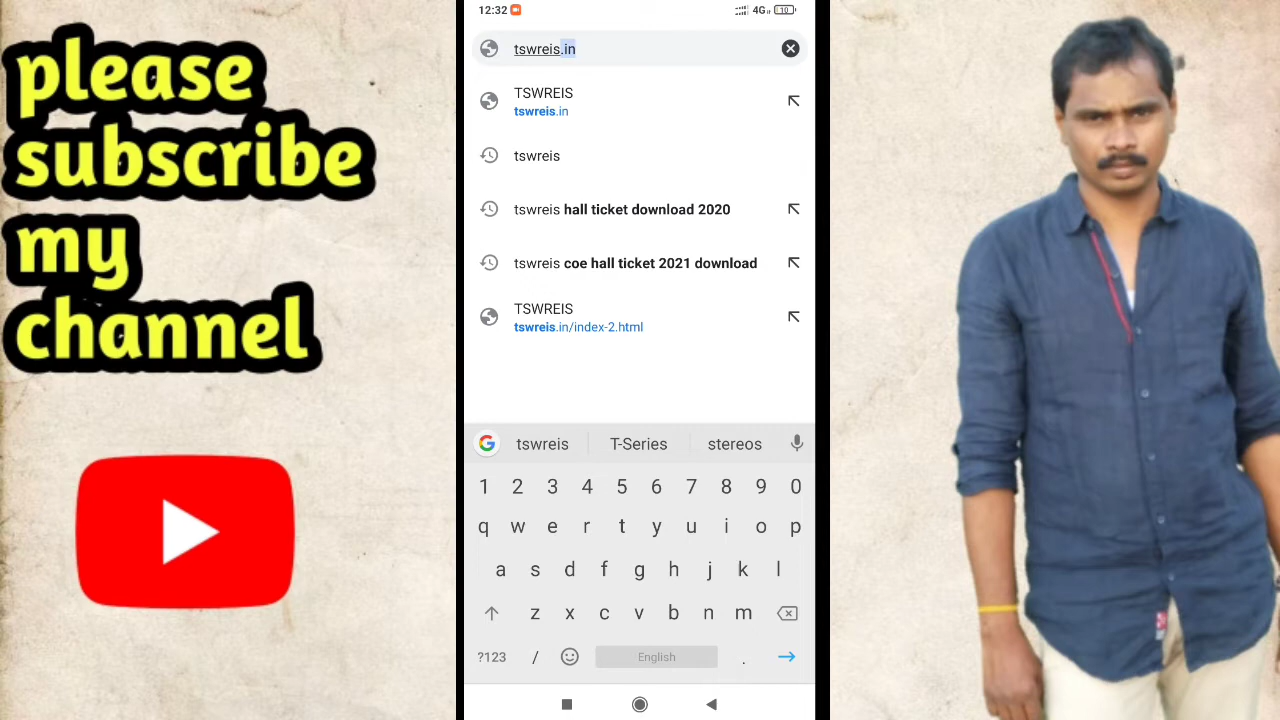 please
subscribe
my
channel
12:32
4G
10
tswreis.in
TSWREIS
tswreis.in
tswreis
tswreis hall ticket download 2020
tswreis coe hall ticket 2021 download
TSWREIS
tswreis.in/index-2.html
G tswreis T-Series stereos
1 2 3 4 5 6 7 8 9 0
q w e r t y u i o p
a s d f g h j k l
z x c v b n m
?123 / English .